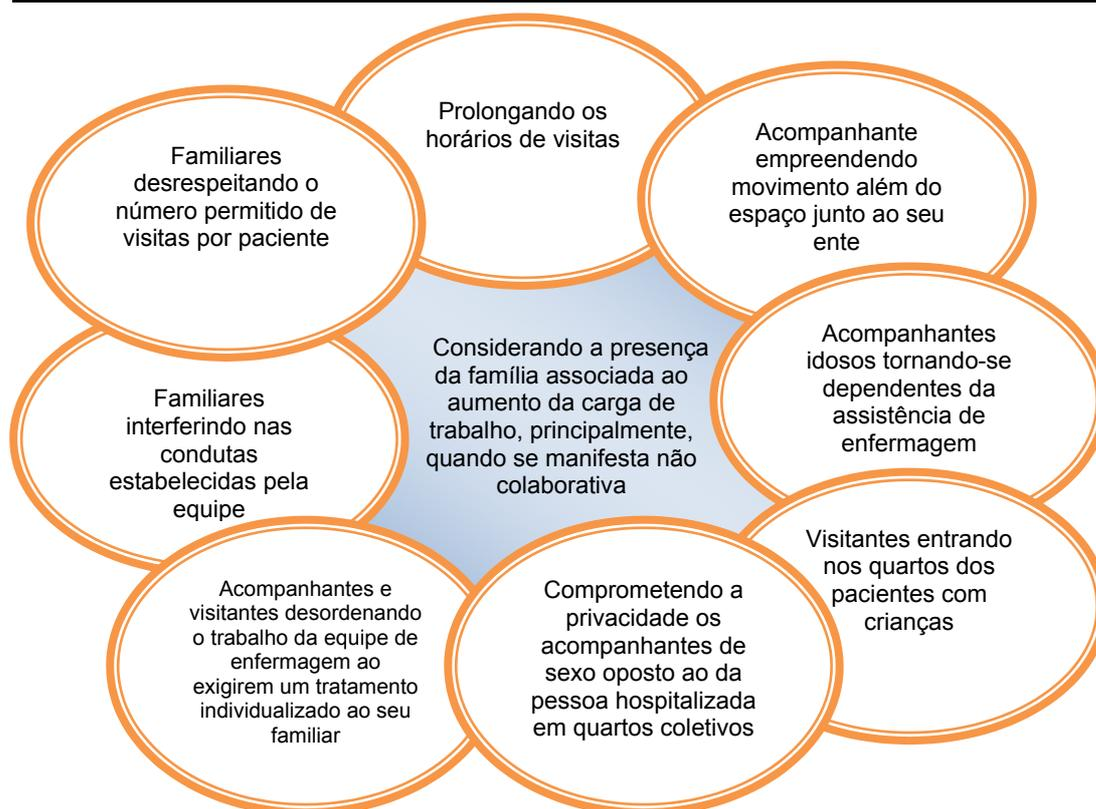 Prolongando os
horários de visitas
Acompanhante
empreendendo
movimento além do
espaço junto ao seu
ente
Familiares
desrespeitando o
número permitido de
visitas por paciente
Considerando a presença
da família associada ao
aumento da carga de
trabalho, principalmente,
quando se manifesta não
colaborativa
Acompanhantes
idosos tornando-se
dependentes da
assistência de
enfermagem
Familiares
interferindo nas
condutas
estabelecidas pela
equipe
Visitantes entrando
nos quartos dos
pacientes com
crianças
Acompanhantes e
visitantes desordenando
o trabalho da equipe de
enfermagem ao
exigirem um tratamento
individualizado ao seu
familiar
Comprometendo a
privacidade os
acompanhantes de
sexo oposto ao da
pessoa hospitalizada
em quartos coletivos